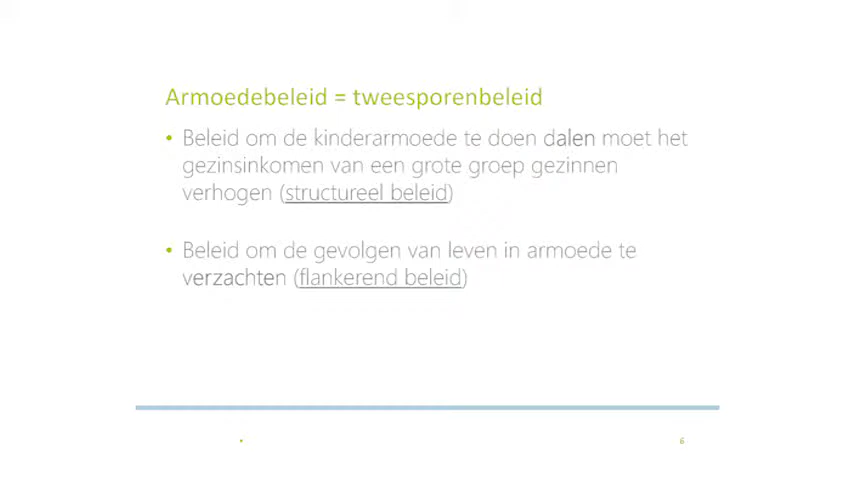 Armoedebeleid = tweesporenbeleid
• Beleid om de kinderarmoede te doen dalen moet het
gezinsinkomen van een grote groep gezinnen
verhogen (structureel beleid)
• Beleid om de gevolgen van leven in armoede te
verzachten (flankerend beleid)
• 6